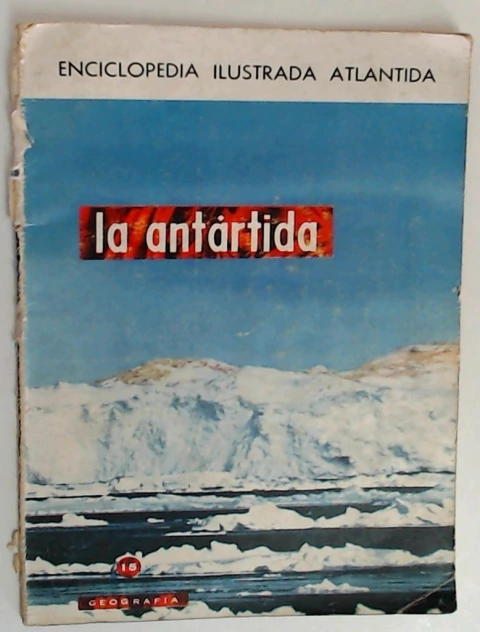 ENCICLOPEDIA ILUSTRADA ATLANTIDA
la antártida
15
GEOGRAFIA